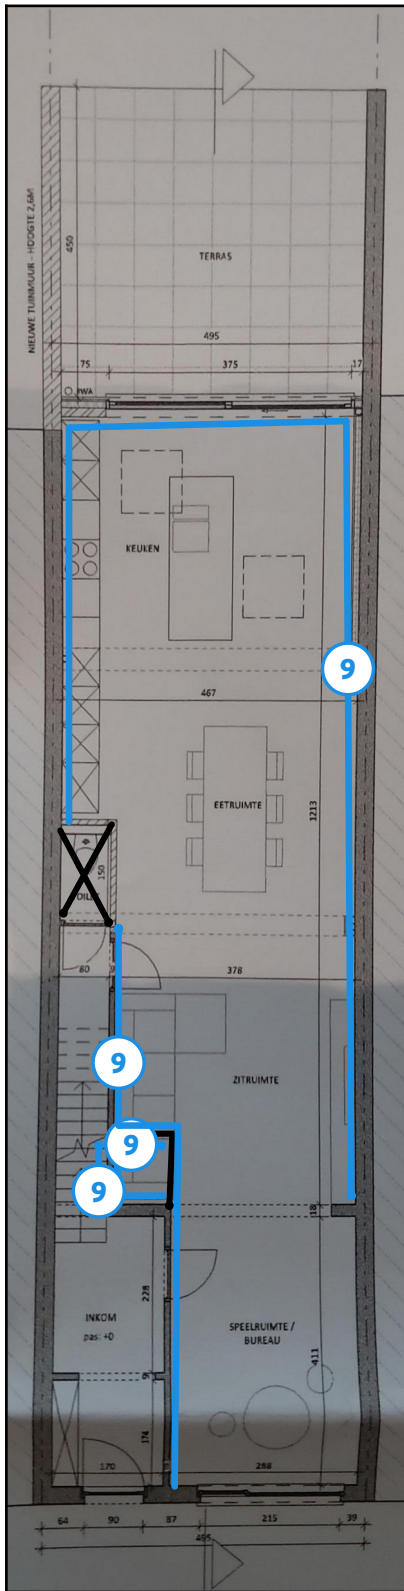 NIEUWE TUINMUUR - HOOGTE 2,6M
450
TERRAS
495
75
375
17
RWA
KEUKEN
9
467
EETRUIMTE
1213
150
80
378
9
ZITRUIMTE
9
9
18
228
INKOM
pas: +0
SPEELRUIMTE /
BUREAU
411
9
174
170
288
64
90
87
215
39
495